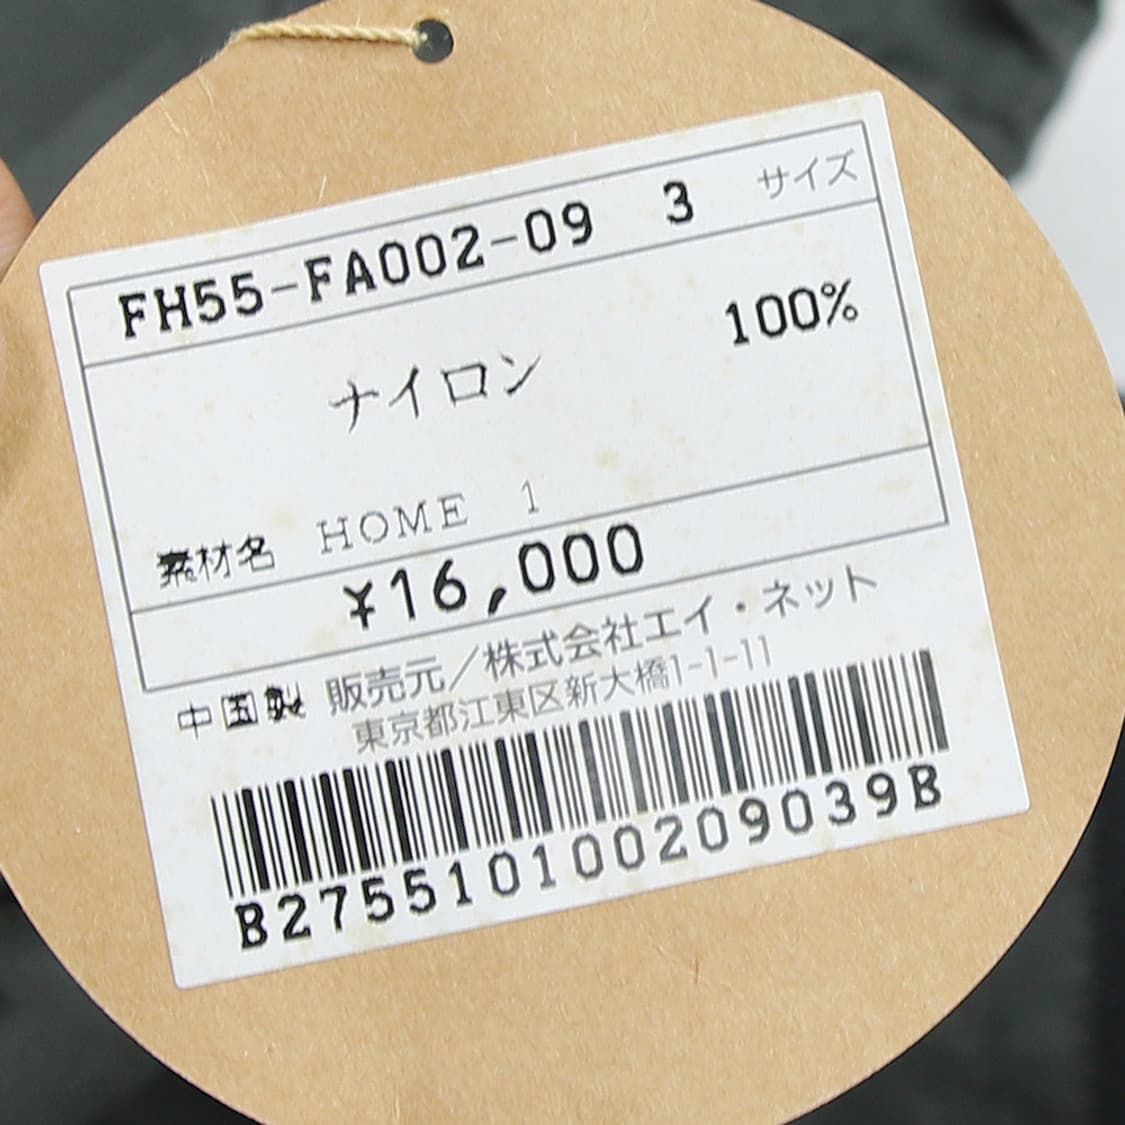 FH55-FA002-09 3 サイズ
ナイロン 100%
素材名 HOME 1
¥16,000
中国製 販売元／株式会社エイ・ネット
東京都江東区新大橋1-1-11
B27551010020903​9B